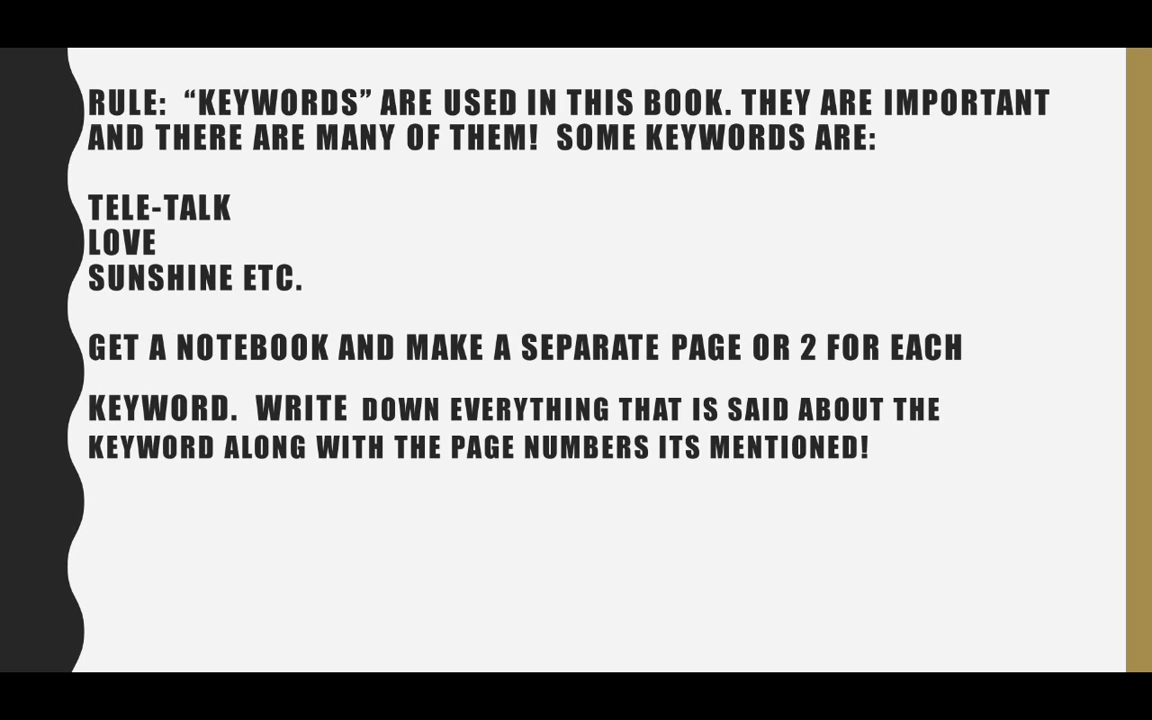 RULE:  “KEYWORDS” ARE USED IN THIS BOOK. THEY ARE IMPORTANT
AND THERE ARE MANY OF THEM!  SOME KEYWORDS ARE:
TELE-TALK
LOVE
SUNSHINE ETC.
GET A NOTEBOOK AND MAKE A SEPARATE PAGE OR 2 FOR EACH
KEYWORD.  WRITE DOWN EVERYTHING THAT IS SAID ABOUT THE
KEYWORD ALONG WITH THE PAGE NUMBERS ITS MENTIONED!